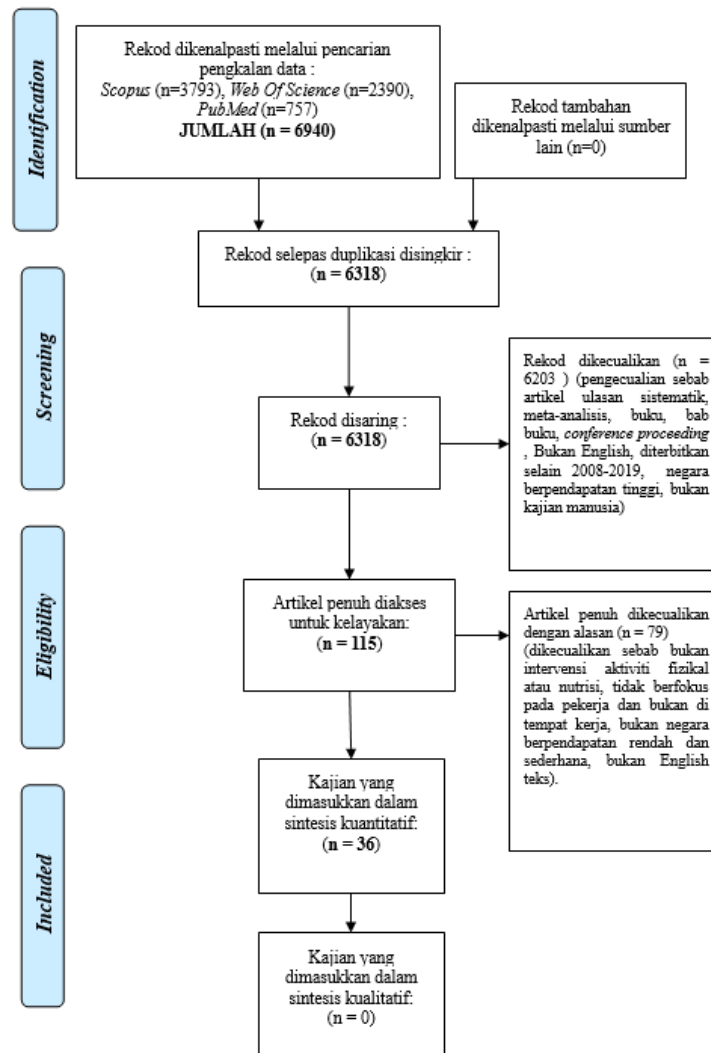 Identification
Rekod dikenalpasti melalui pencarian
pengkalan data :
Scopus (n=3793), Web Of Science (n=2390),
PubMed (n=757)
JUMLAH (n = 6940)
Rekod tambahan
dikenalpasti melalui sumber
lain (n=0)
Rekod selepas duplikasi disingkir :
(n = 6318)
Screening
Rekod disaring :
(n = 6318)
Rekod dikecualikan (n =
6203 ) (pengecualian sebab
artikel ulasan sistematik,
meta-analisis, buku, bab
buku, conference proceeding
, Bukan English, diterbitkan
selain 2008-2019, negara
berpendapatan tinggi, bukan
kajian manusia)
Eligibility
Artikel penuh diakses
untuk kelayakan:
(n = 115)
Artikel penuh dikecualikan
dengan alasan (n = 79)
(dikecualikan sebab bukan
intervensi aktiviti fizikal
atau nutrisi, tidak berfokus
pada pekerja dan bukan di
tempat kerja, bukan negara
berpendapatan rendah dan
sederhana, bukan English
teks).
Included
Kajian yang
dimasukkan dalam
sintesis kuantitatif:
(n = 36)
Kajian yang
dimasukkan dalam
sintesis kualitatif:
(n = 0)